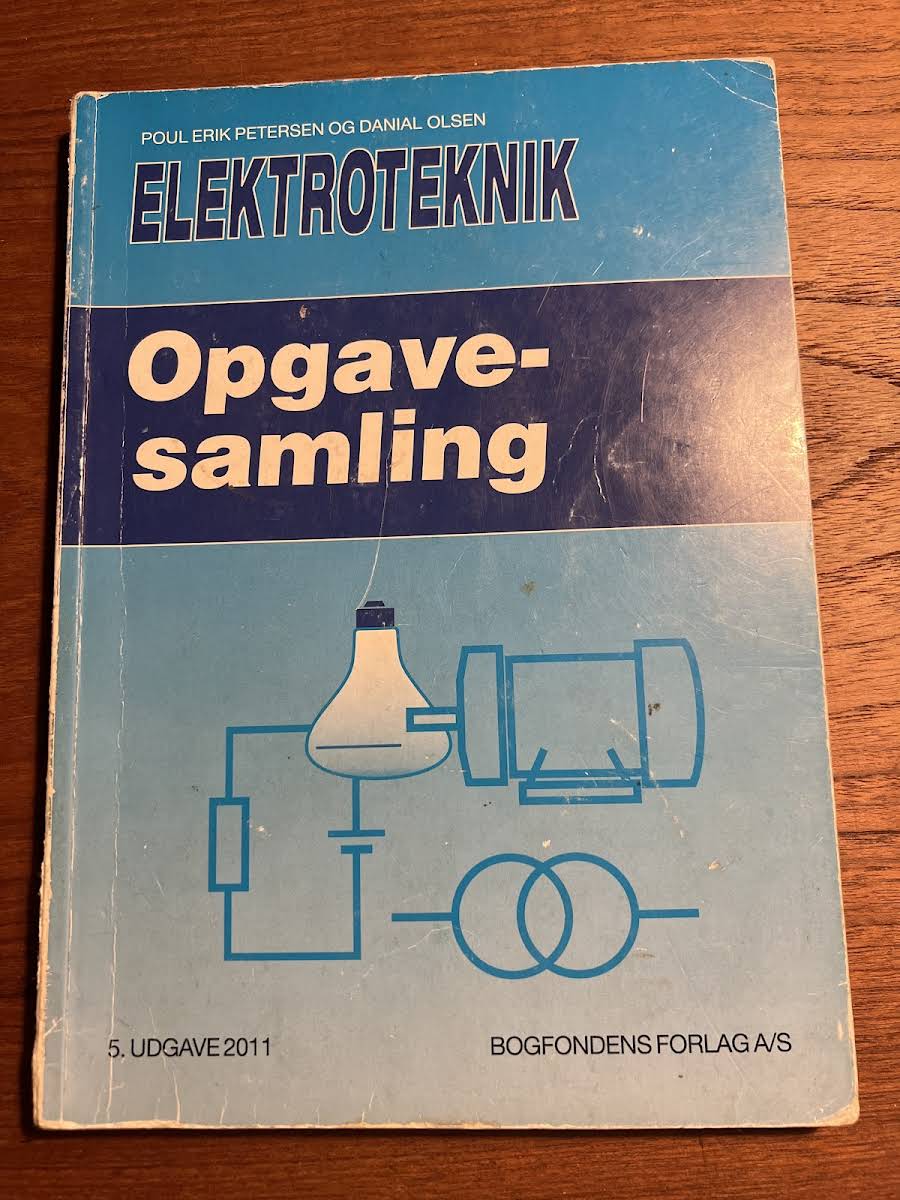 POUL ERIK PETERSEN OG DANIAL OLSEN
ELEKTROTEKNIK
Opgave-
samling
5. UDGAVE 2011
BOGFONDENS FORLAG A/S